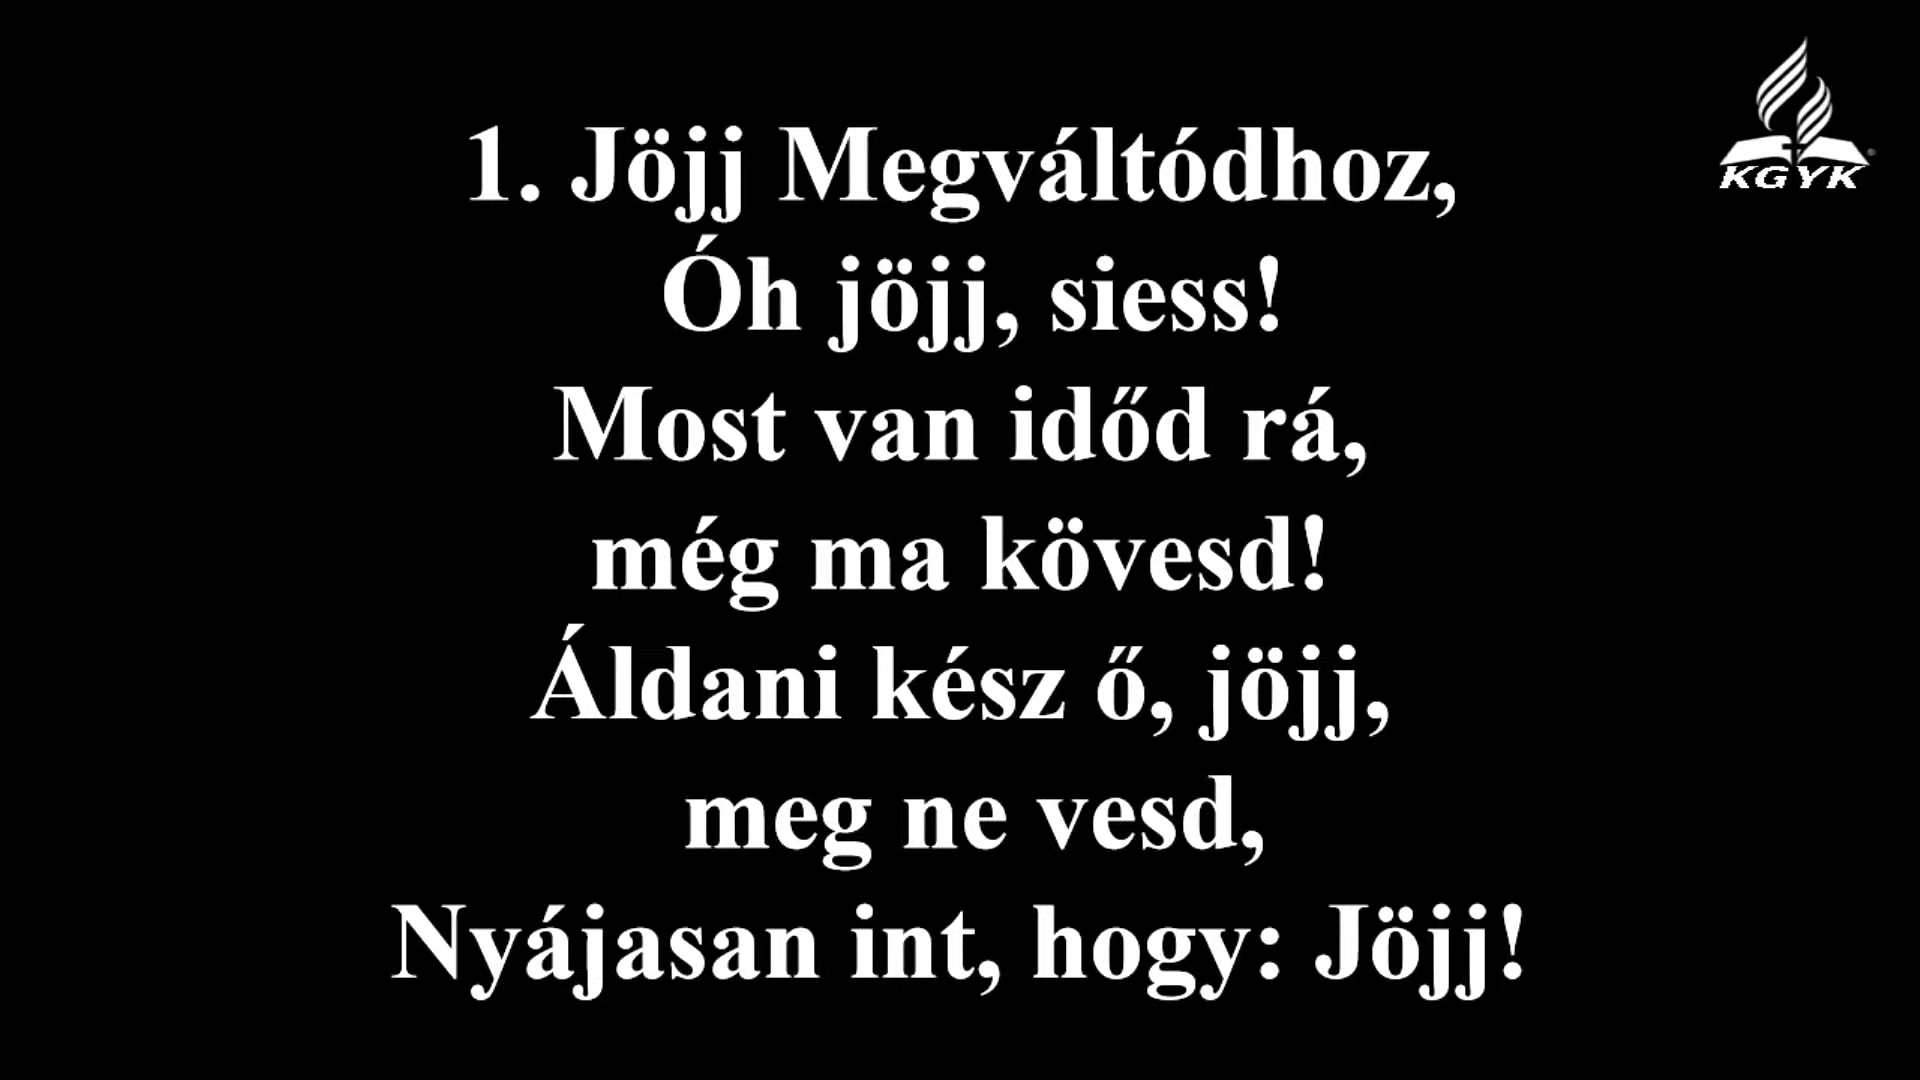 1. Jöjj Megváltódhoz,
Óh jöjj, siess!
Most van időd rá,
még ma kövesd!
Áldani kész ő, jöjj,
meg ne vesd,
Nyájasan int, hogy: Jöjj!
KGYK